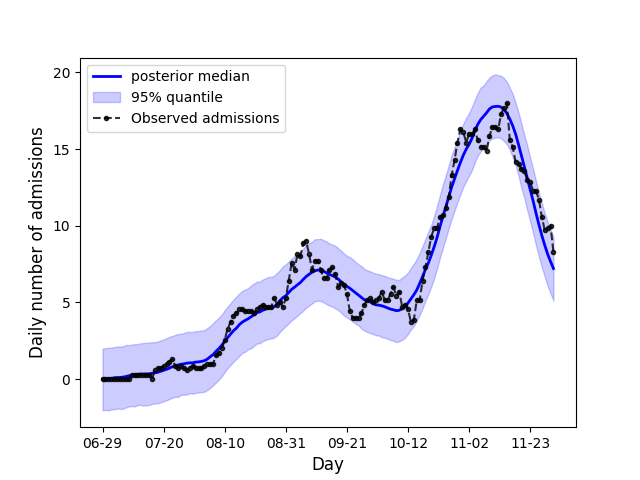 posterior median
95% quantile
Observed admissions
Daily number of admissions
20
15
10
5
0
06-29 07-20 08-10 08-31 09-21 10-12 11-02 11-23
Day